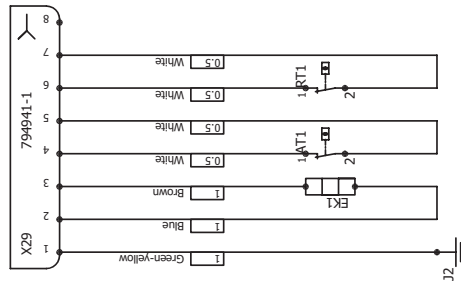 794941-1
X29
8
7 White 0.5
6 White 0.5 1 RT1 2
5 White 0.5
4 White 0.5 1 AT1 2
3 Brown 1 EK1
2 Blue 1
1 Green-yellow 1 J2